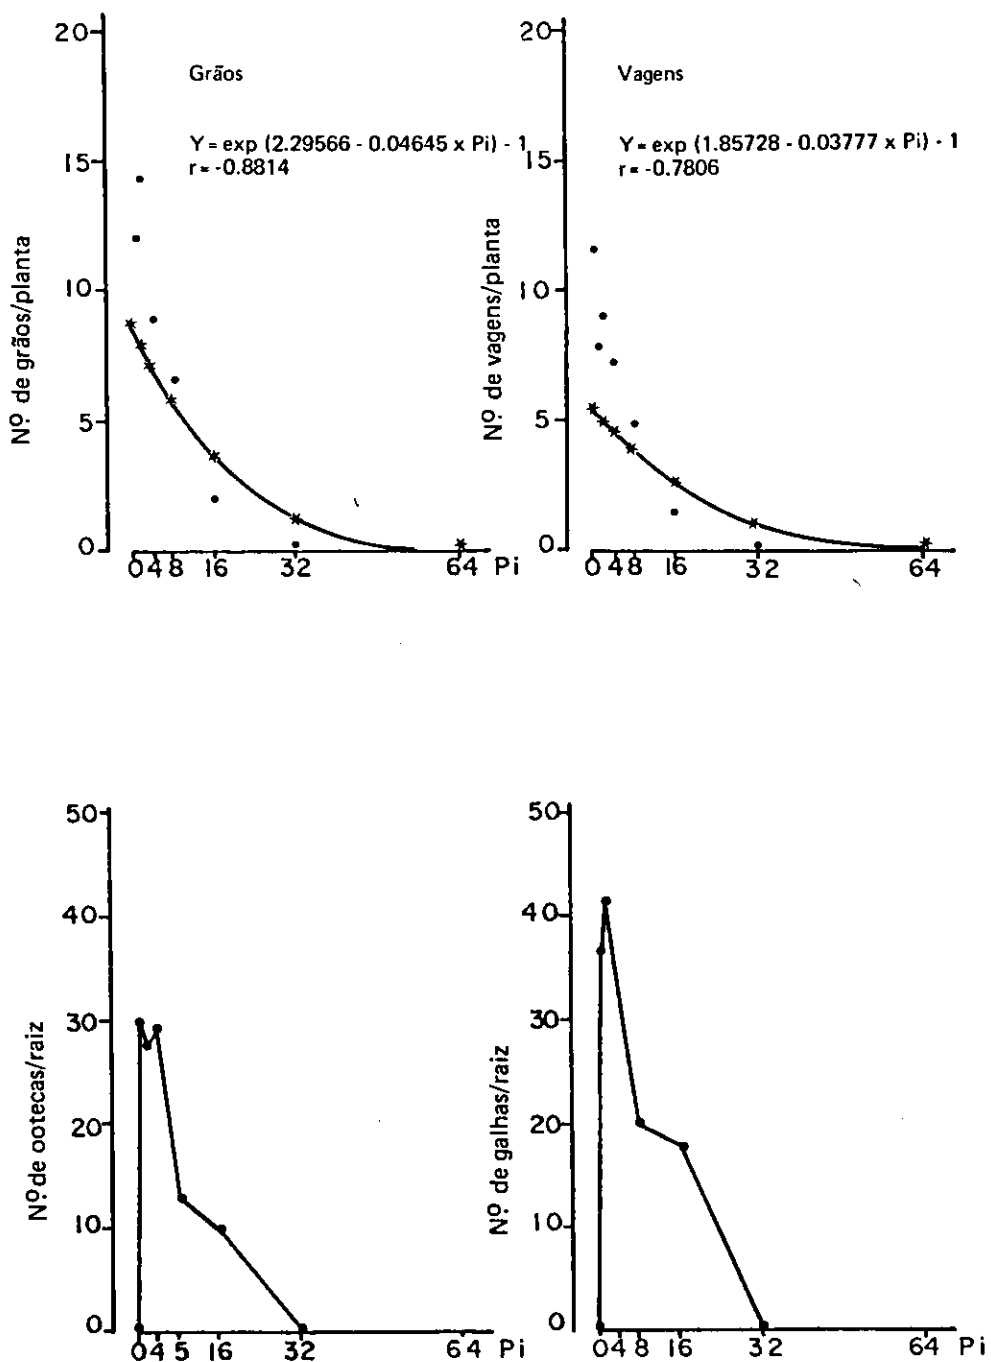 20
Grãos
Y = exp (2.29566 - 0.04645 x Pi) - 1
r = -0.8814
15
10
5
0
Nº de grãos/planta
0 4 8 16 32 64 Pi
20
Vagens
Y = exp (1.85728 - 0.03777 x Pi) - 1
r = -0.7806
15
10
5
0
Nº de vagens/planta
0 4 8 16 32 64
50
40
30
20
10
0
Nº de ootecas/raiz
0 4 5 16 32 64 Pi
50
40
30
20
10
0
Nº de galhas/raiz
0 4 8 16 32 64 Pi